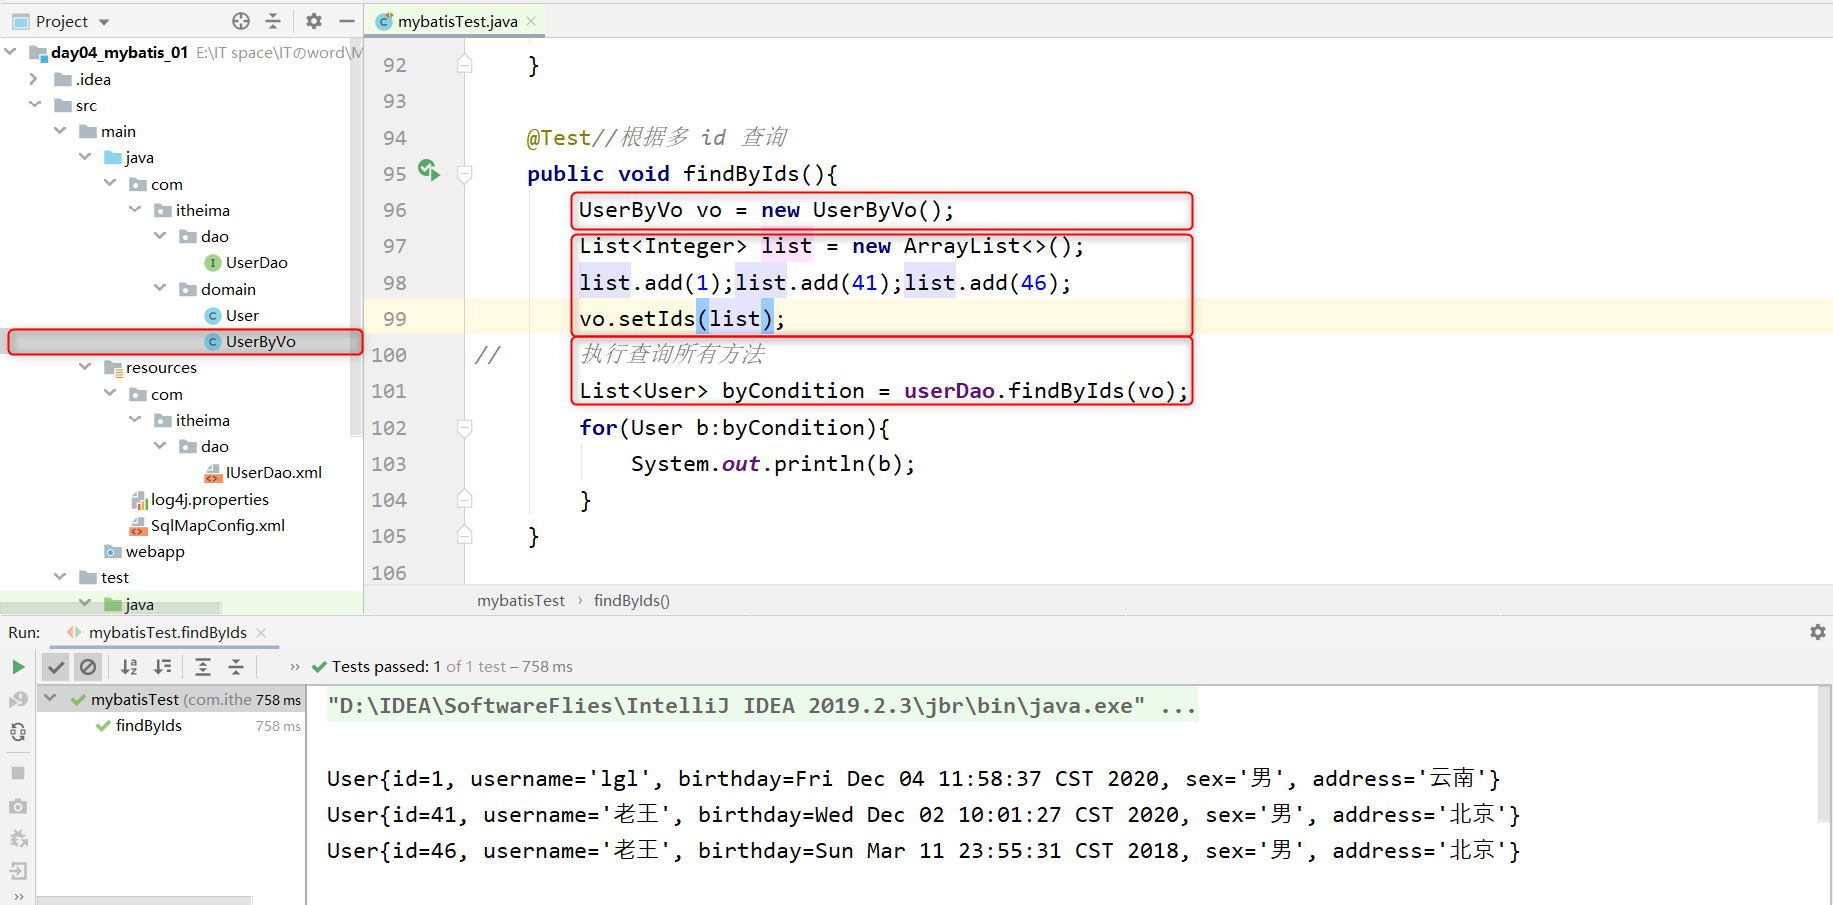 Project
mybatisTest.java
day04_mybatis_01 E:\IT space\ITのword\M
.idea
src
main
java
com
itheima
dao
UserDao
domain
User
UserByVo
resources
com
itheima
dao
IUserDao.xml
log4j.properties
SqlMapConfig.xml
webapp
test
java
92 }
93
94 @Test//根据多 id 查询
95 public void findByIds(){
96 UserByVo vo = new UserByVo();
97 List<Integer> list = new ArrayList<>();
98 list.add(1);list.add(41);list.add(46);
99 vo.setIds(list);
100 // 执行查询所有方法
101 List<User> byCondition = userDao.findByIds(vo);
102 for(User b:byCondition){
103 System.out.println(b);
104 }
105 }
106
mybatisTest › findByIds()
Run: mybatisTest.findByIds
» Tests passed: 1 of 1 test – 758 ms
mybatisTest (com.ithe 758 ms
findByIds 758 ms
"D:\IDEA\SoftwareFlies\IntelliJ IDEA 2019.2.3\jbr\bin\java.exe" ...
User{id=1, username='lgl', birthday=Fri Dec 04 11:58:37 CST 2020, sex='男', address='云南'}
User{id=41, username='老王', birthday=Wed Dec 02 10:01:27 CST 2020, sex='男', address='北京'}
User{id=46, username='老王', birthday=Sun Mar 11 23:55:31 CST 2018, sex='男', address='北京'}